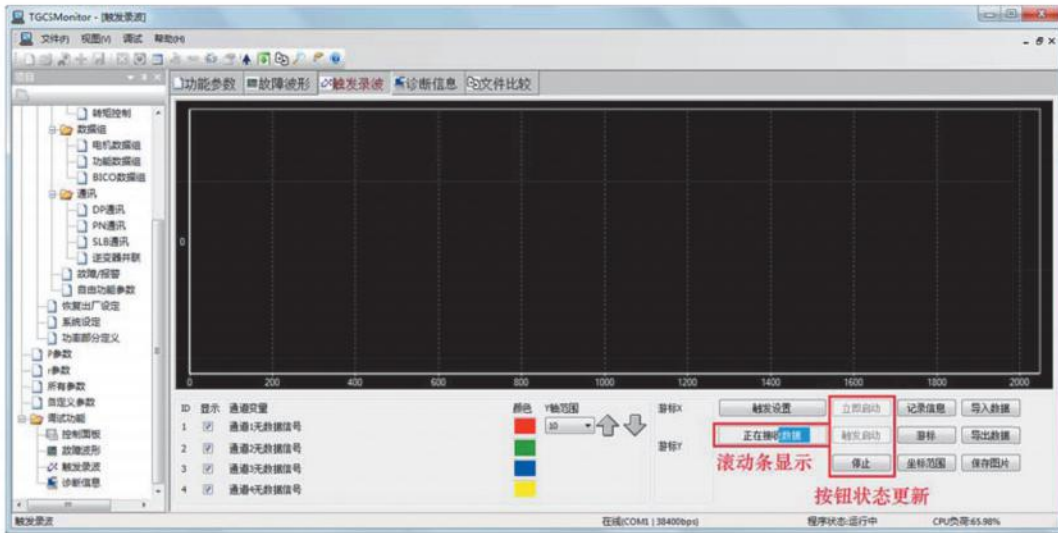 TGCSMonitor - [触发录波]
文件(F) 视图(V) 调试 帮助(H)
项目
功能参数 故障波形 触发录波 诊断信息 文件比较
转矩控制
数据组
电机数据组
功能数据组
BICO数据组
通讯
DP通讯
PN通讯
SLB通讯
逆变器并联
故障/报警
自由功能参数
恢复出厂设定
系统设定
功率部分定义
P参数
r参数
所有参数
自定义参数
调试功能
控制面板
故障波形
触发录波
诊断信息
0
0 200 400 600 800 1000 1200 1400 1600 1800 2000
ID 显示 通道变量 颜色 Y轴范围 游标X 触发设置 立即启动 记录信息 导入数据
1 通道1无数据信号 10
正在接收数据 触发启动 游标 导出数据
2 通道2无数据信号 游标Y
滚动条显示 停止 坐标范围 保存图片
3 通道3无数据信号
4 通道4无数据信号
按钮状态更新
触发录波 在线(COM1 | 38400bps) 程序状态:运行中 CPU负荷:65.98%